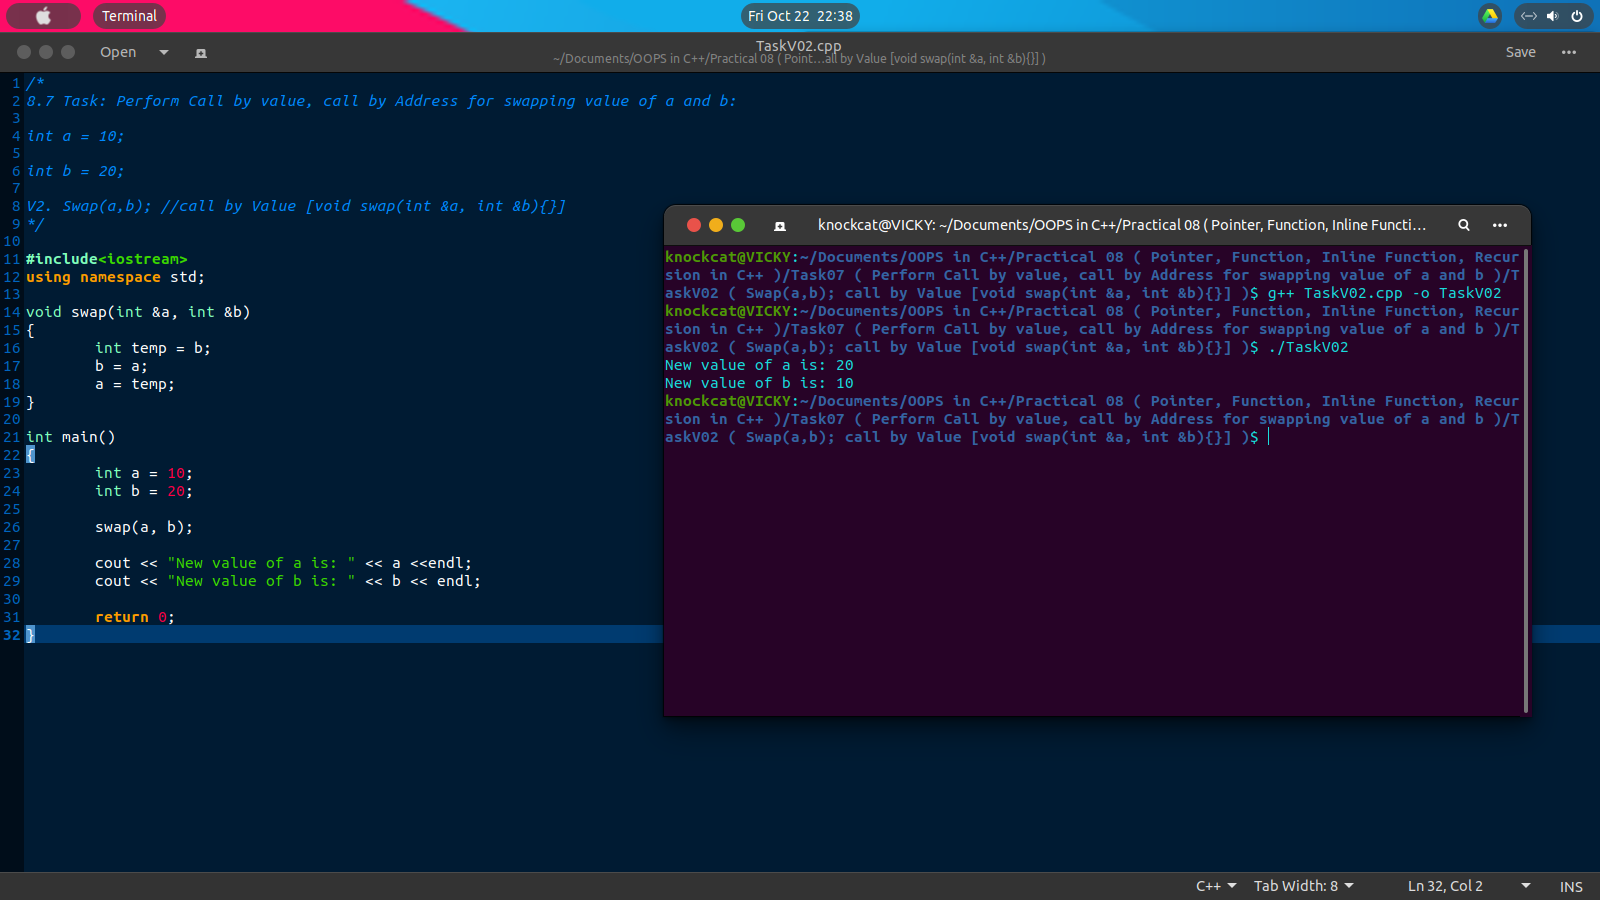 Terminal
Fri Oct 22 22:38
Open
TaskV02.cpp
~/Documents/OOPS in C++/Practical 08 ( Point…all by Value [void swap(int &a, int &b){}] )
Save
1 /*
2 8.7 Task: Perform Call by value, call by Address for swapping value of a and b:
3
4 int a = 10;
5
6 int b = 20;
7
8 V2. Swap(a,b); //call by Value [void swap(int &a, int &b){}]
9 */
10
11 #include<iostream>
12 using namespace std;
13
14 void swap(int &a, int &b)
15 {
16 int temp = b;
17 b = a;
18 a = temp;
19 }
20
21 int main()
22 {
23 int a = 10;
24 int b = 20;
25
26 swap(a, b);
27
28 cout << "New value of a is: " << a <<endl;
29 cout << "New value of b is: " << b << endl;
30
31 return 0;
32 }
knockcat@VICKY: ~/Documents/OOPS in C++/Practical 08 ( Pointer, Function, Inline Functi…
knockcat@VICKY:~/Documents/OOPS in C++/Practical 08 ( Pointer, Function, Inline Function, Recur
sion in C++ )/Task07 ( Perform Call by value, call by Address for swapping value of a and b )/T
askV02 ( Swap(a,b); call by Value [void swap(int &a, int &b){}] )$ g++ TaskV02.cpp -o TaskV02
knockcat@VICKY:~/Documents/OOPS in C++/Practical 08 ( Pointer, Function, Inline Function, Recur
sion in C++ )/Task07 ( Perform Call by value, call by Address for swapping value of a and b )/T
askV02 ( Swap(a,b); call by Value [void swap(int &a, int &b){}] )$ ./TaskV02
New value of a is: 20
New value of b is: 10
knockcat@VICKY:~/Documents/OOPS in C++/Practical 08 ( Pointer, Function, Inline Function, Recur
sion in C++ )/Task07 ( Perform Call by value, call by Address for swapping value of a and b )/T
askV02 ( Swap(a,b); call by Value [void swap(int &a, int &b){}] )$
C++
Tab Width: 8
Ln 32, Col 2
INS